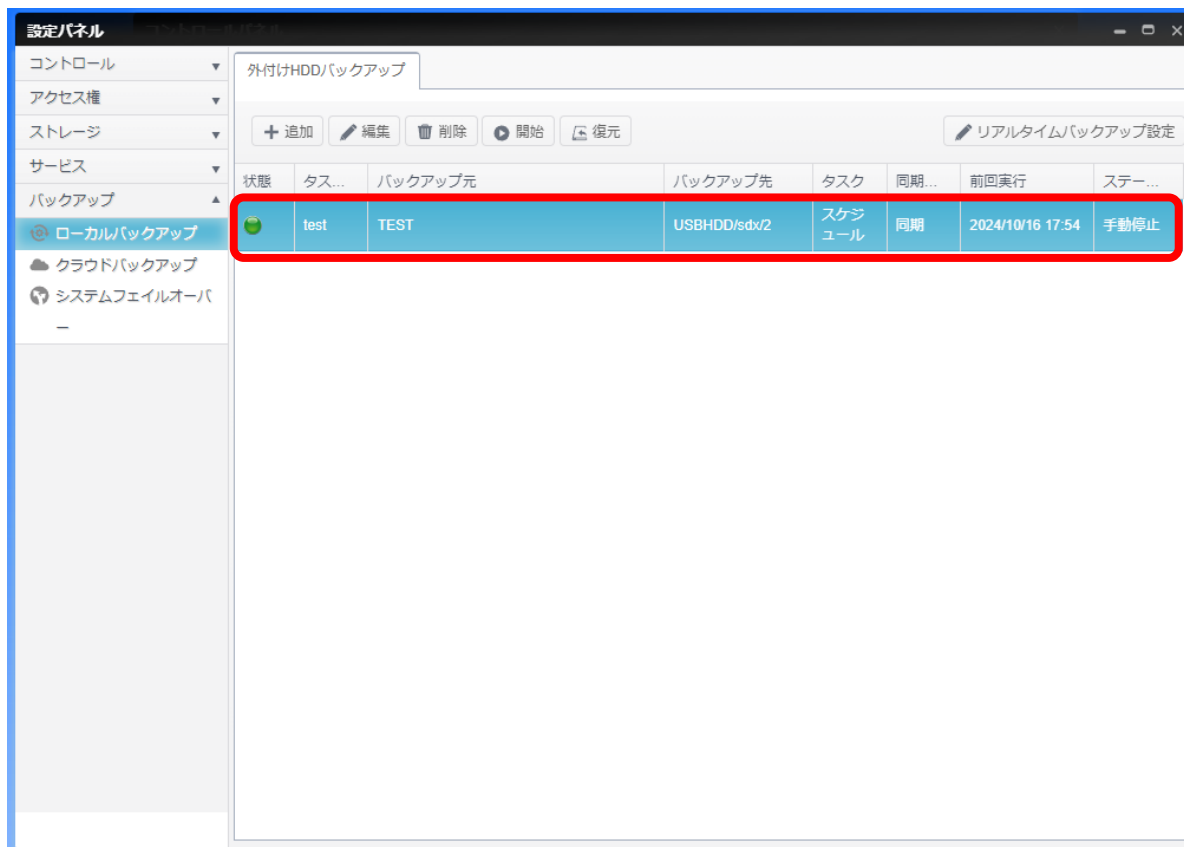 設定パネル
コントロール
アクセス権
ストレージ
サービス
バックアップ
ローカルバックアップ
クラウドバックアップ
システムフェイルオーバ
ー
外付けHDDバックアップ
追加 編集 削除 開始 復元 リアルタイムバックアップ設定
状態 タス... バックアップ元 バックアップ先 タスク 同期... 前回実行 ステー...
test TEST USBHDD/sdx/2 スケジ
ュール 同期 2024/10/16 17:54 手動停止